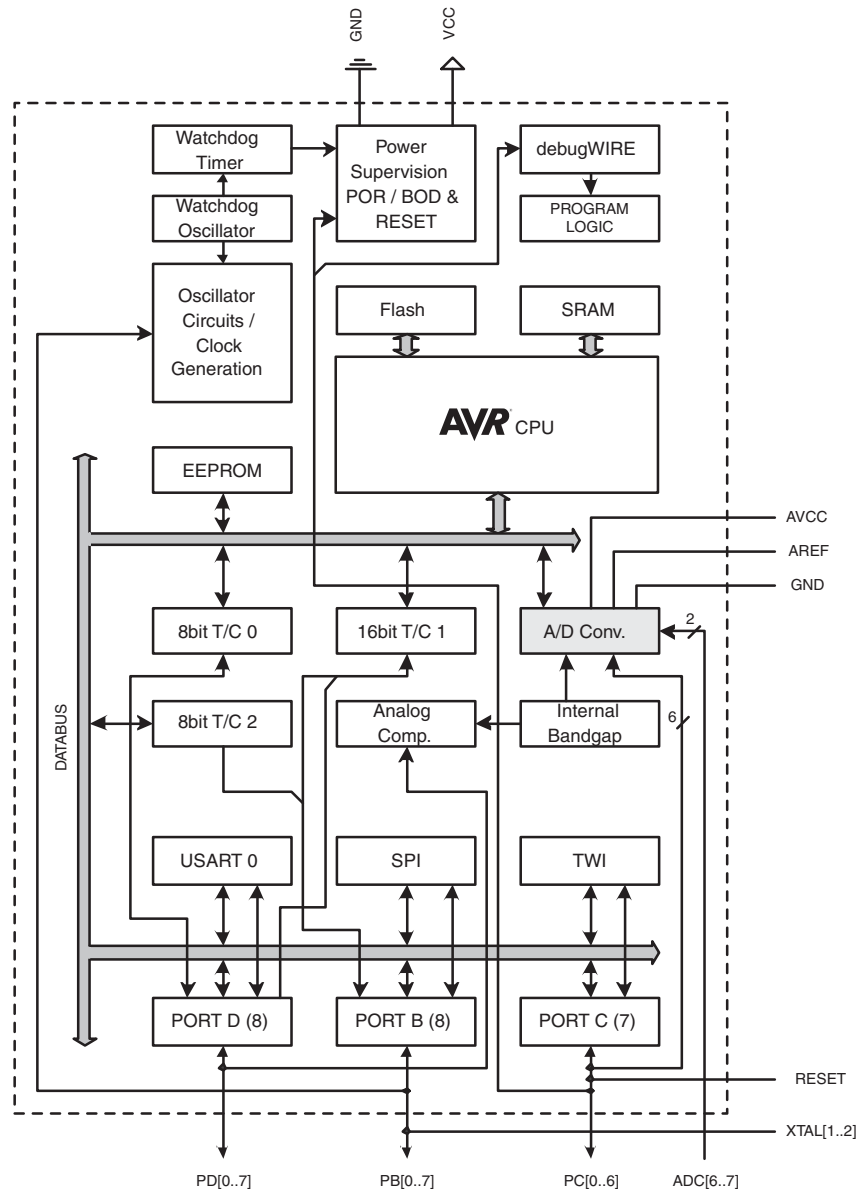 GND
VCC
Watchdog
Timer
Power
Supervision
POR / BOD &
RESET
debugWIRE
Watchdog
Oscillator
PROGRAM
LOGIC
Oscillator
Circuits /
Clock
Generation
Flash
SRAM
AVR CPU
EEPROM
AVCC
AREF
GND
8bit T/C 0
16bit T/C 1
A/D Conv.
2
DATABUS
8bit T/C 2
Analog
Comp.
Internal
Bandgap
6
USART 0
SPI
TWI
PORT D (8)
PORT B (8)
PORT C (7)
RESET
XTAL[1..2]
PD[0..7]
PB[0..7]
PC[0..6]
ADC[6..7]